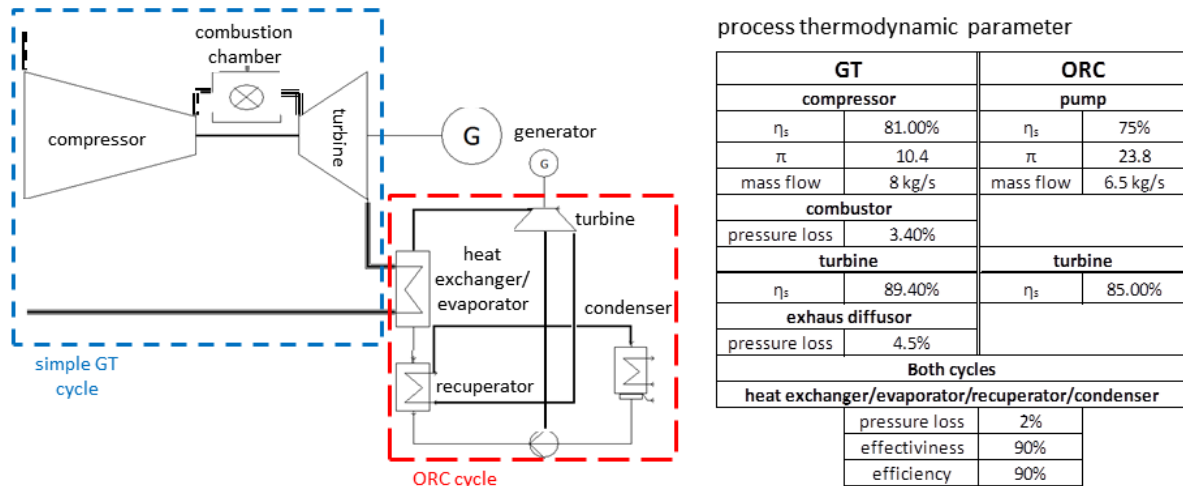 combustion
chamber
compressor
turbine
G
generator
G
turbine
heat
exchanger/
evaporator
condenser
recuperator
simple GT
cycle
ORC cycle
process thermodynamic parameter
GT ORC
compressor pump
ηs 81.00% ηs 75%
π 10.4 π 23.8
mass flow 8 kg/s mass flow 6.5 kg/s
combustor
pressure loss 3.40%
turbine turbine
ηs 89.40% ηs 85.00%
exhaus diffusor
pressure loss 4.5%
Both cycles
heat exchanger/evaporator/recuperator/condenser
pressure loss 2%
effectiviness 90%
efficiency 90%